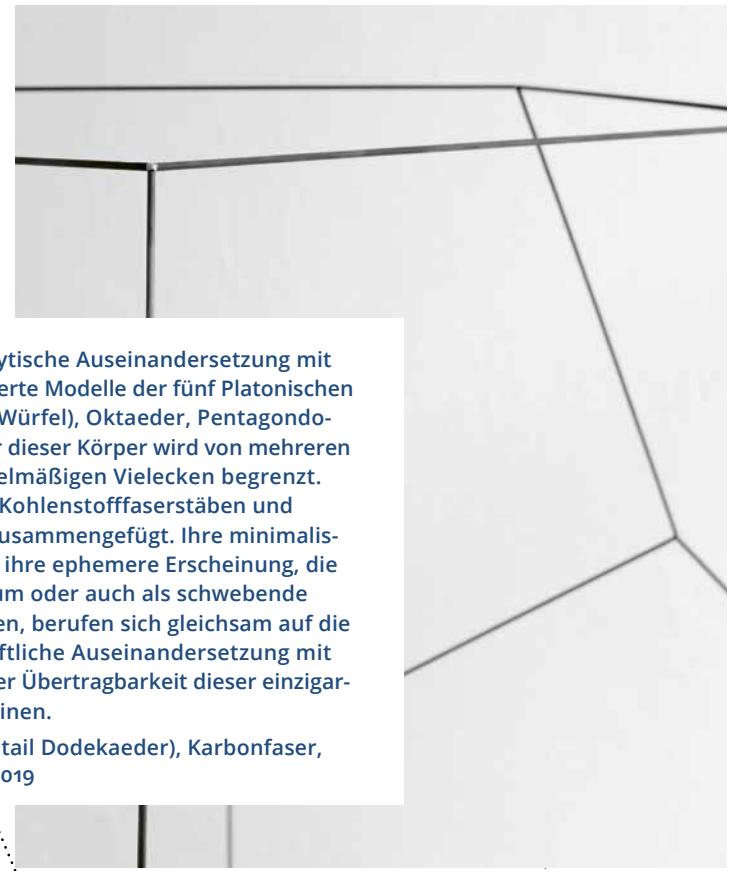 ytische Auseinandersetzung mit
erte Modelle der fünf Platonischen
Würfel), Oktaeder, Pentagondo-
r dieser Körper wird von mehreren
elmäßigen Vielecken begrenzt.
Kohlenstofffaserstäben und
usammengefügt. Ihre minimalis-
ihre ephemere Erscheinung, die
um oder auch als schwebende
en, berufen sich gleichsam auf die
ftliche Auseinandersetzung mit
er Übertragbarkeit dieser einzigar-
inen.
tail Dodekaeder), Karbonfaser,
019